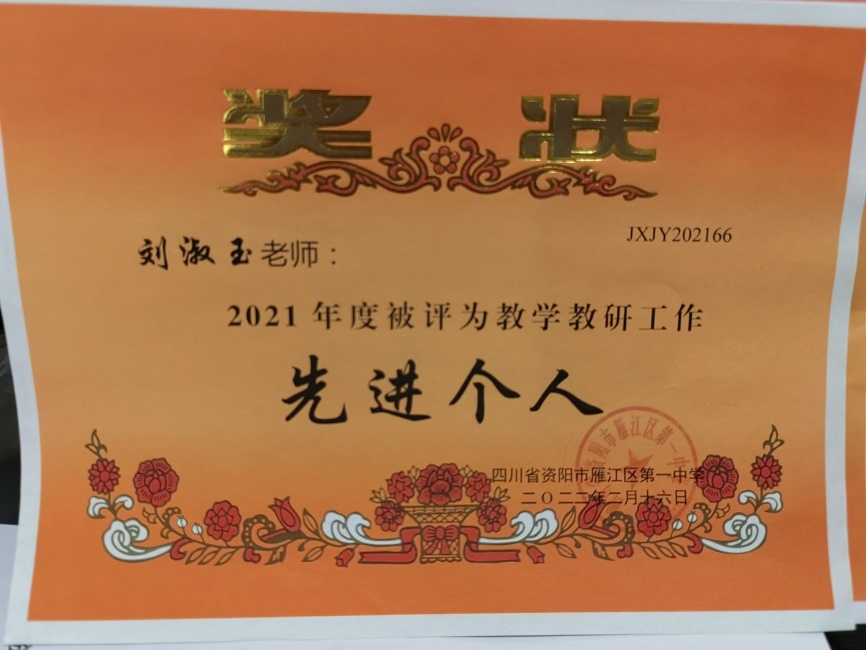 奖状
JXJY202166
刘淑玉老师：
2021年度被评为教学教研工作
先进个人
四川省资阳市雁江区第一中学
二〇二二年二月十六日